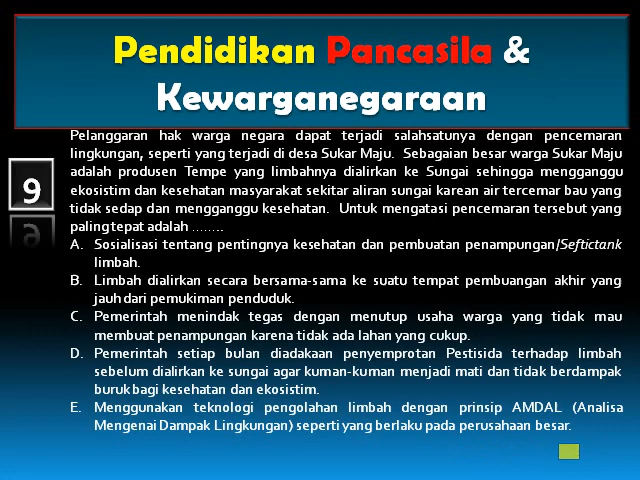 Pendidikan Pancasila &
Kewarganegaraan
9
Pelanggaran hak warga negara dapat terjadi salahsatunya dengan pencemaran
lingkungan, seperti yang terjadi di desa Sukar Maju. Sebagaian besar warga Sukar Maju
adalah produsen Tempe yang limbahnya dialirkan ke Sungai sehingga mengganggu
ekosistim dan kesehatan masyarakat sekitar aliran sungai karean air tercemar bau yang
tidak sedap dan mengganggu kesehatan. Untuk mengatasi pencemaran tersebut yang
paling tepat adalah ........
A. Sosialisasi tentang pentingnya kesehatan dan pembuatan penampungan/Seftictank
limbah.
B. Limbah dialirkan secara bersama-sama ke suatu tempat pembuangan akhir yang
jauh dari pemukiman penduduk.
C. Pemerintah menindak tegas dengan menutup usaha warga yang tidak mau
membuat penampungan karena tidak ada lahan yang cukup.
D. Pemerintah setiap bulan diadakaan penyemprotan Pestisida terhadap limbah
sebelum dialirkan ke sungai agar kuman-kuman menjadi mati dan tidak berdampak
buruk bagi kesehatan dan ekosistim.
E. Menggunakan teknologi pengolahan limbah dengan prinsip AMDAL (Analisa
Mengenai Dampak Lingkungan) seperti yang berlaku pada perusahaan besar.